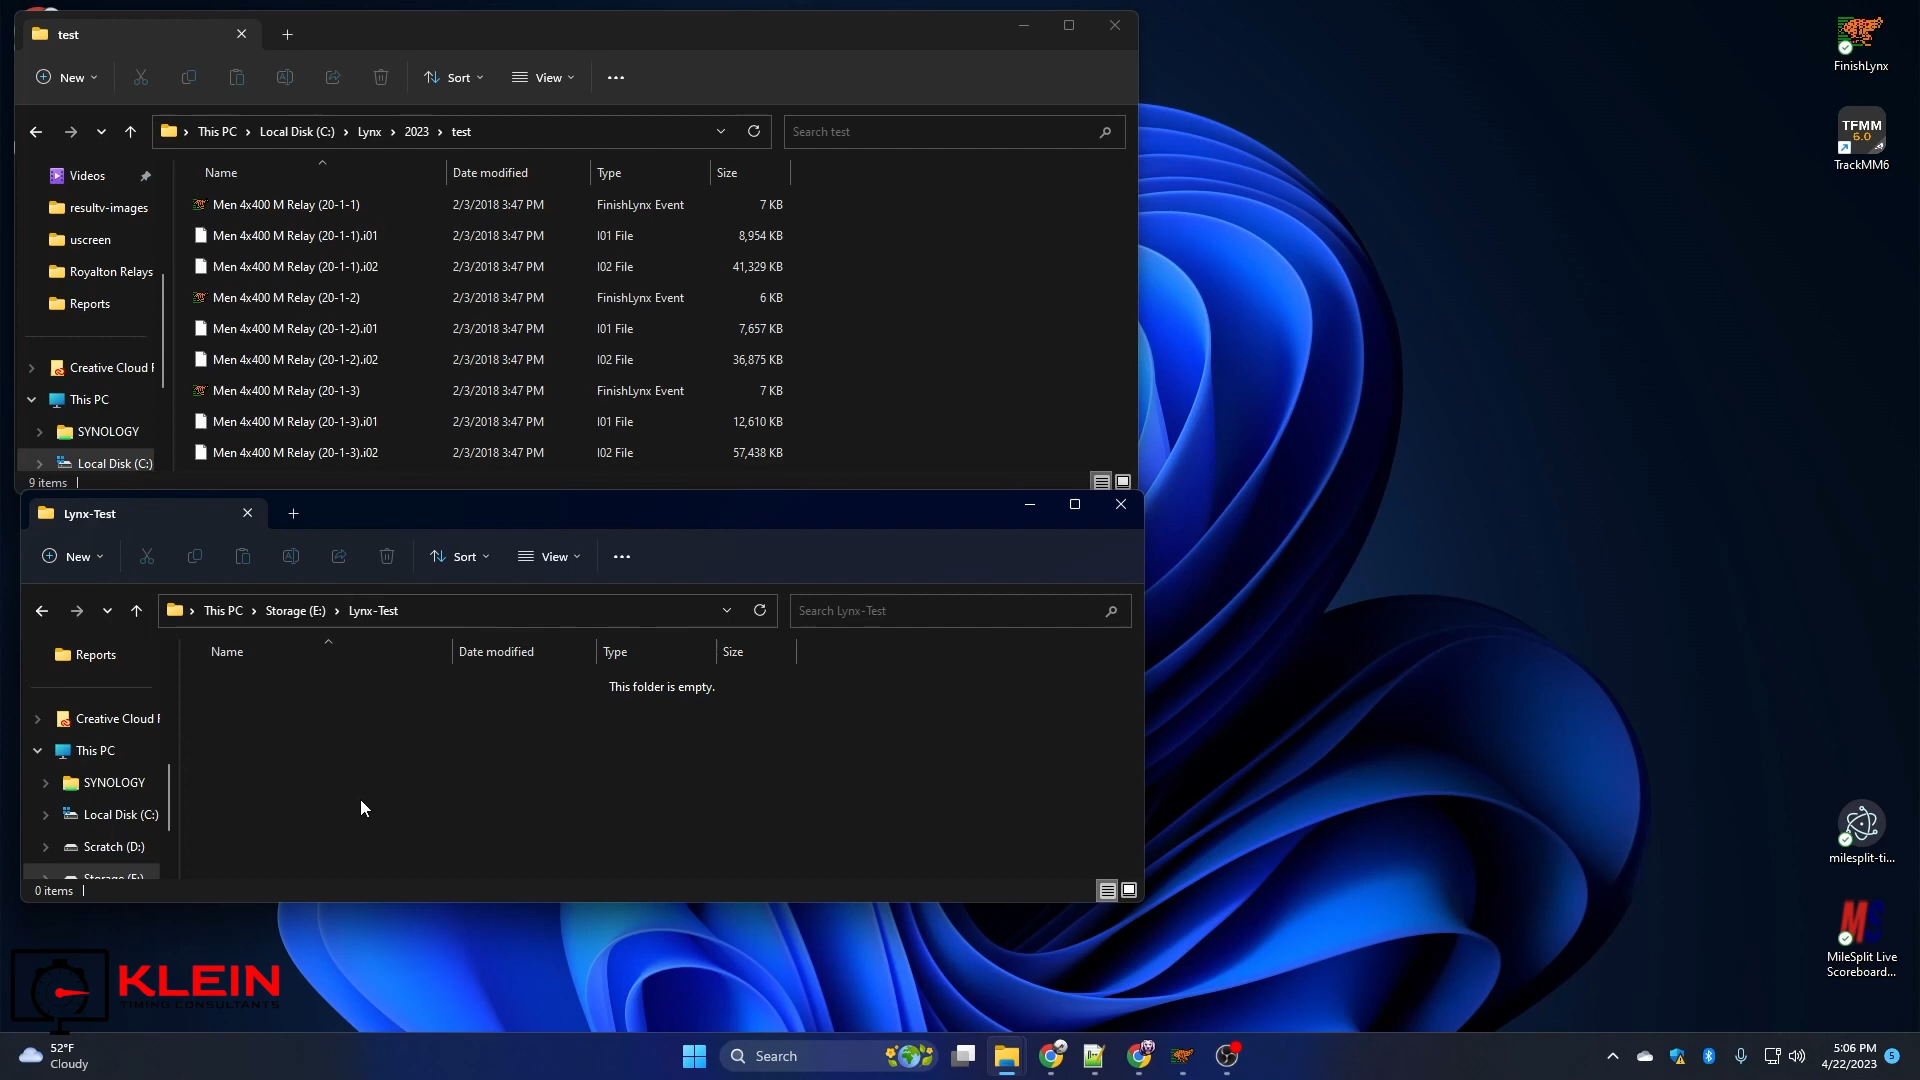 test
New
Sort
View
This PC
Local Disk (C:)
Lynx
2023
test
Search test
Name
Date modified
Type
Size
Videos
resultv-images
uscreen
Royalton Relays
Reports
Creative Cloud F
This PC
SYNOLOGY
Local Disk (C:)
Men 4x400 M Relay (20-1-1) 2/3/2018 3:47 PM FinishLynx Event 7 KB
Men 4x400 M Relay (20-1-1).i01 2/3/2018 3:47 PM I01 File 8,954 KB
Men 4x400 M Relay (20-1-1).i02 2/3/2018 3:47 PM I02 File 41,329 KB
Men 4x400 M Relay (20-1-2) 2/3/2018 3:47 PM FinishLynx Event 6 KB
Men 4x400 M Relay (20-1-2).i01 2/3/2018 3:47 PM I01 File 7,657 KB
Men 4x400 M Relay (20-1-2).i02 2/3/2018 3:47 PM I02 File 36,875 KB
Men 4x400 M Relay (20-1-3) 2/3/2018 3:47 PM FinishLynx Event 7 KB
Men 4x400 M Relay (20-1-3).i01 2/3/2018 3:47 PM I01 File 12,610 KB
Men 4x400 M Relay (20-1-3).i02 2/3/2018 3:47 PM I02 File 57,438 KB
9 items
Lynx-Test
New
Sort
View
This PC
Storage (E:)
Lynx-Test
Search Lynx-Test
Name
Date modified
Type
Size
This folder is empty.
Reports
Creative Cloud F
This PC
SYNOLOGY
Local Disk (C:)
Scratch (D:)
Storage (E:)
0 items
FinishLynx
TFMM
6.0
TrackMM6
milesplit-ti...
MileSplit Live
Scoreboard...
KLEIN
TIMING CONSULTANTS
52°F
Cloudy
Search
5:06 PM
4/22/2023
5